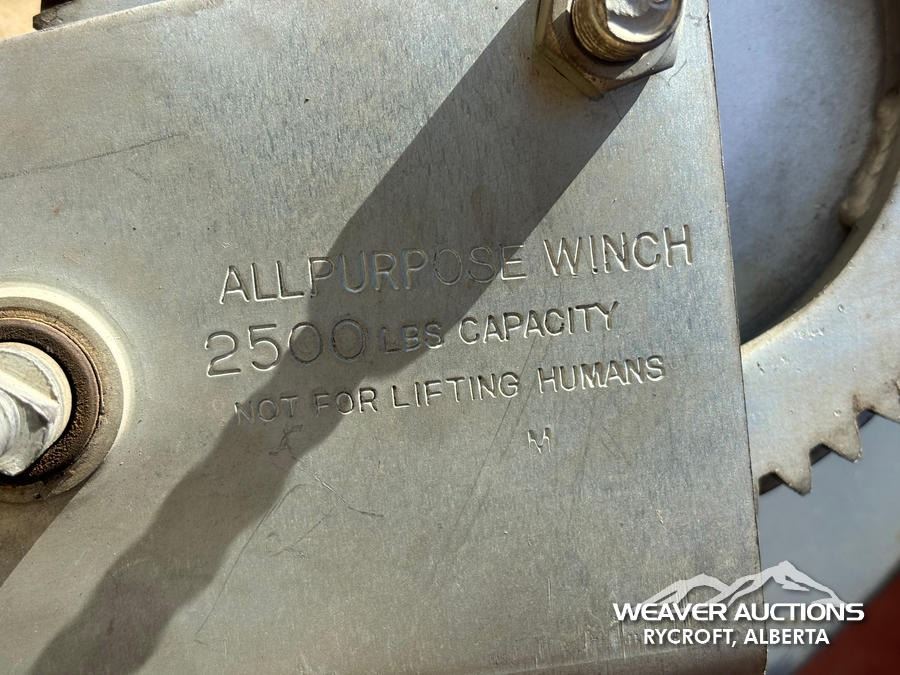 ALLPURPOSE WINCH
2500 LBS CAPACITY
NOT FOR LIFTING HUMANS
M
WEAVER AUCTIONS
RYCROFT, ALBERTA